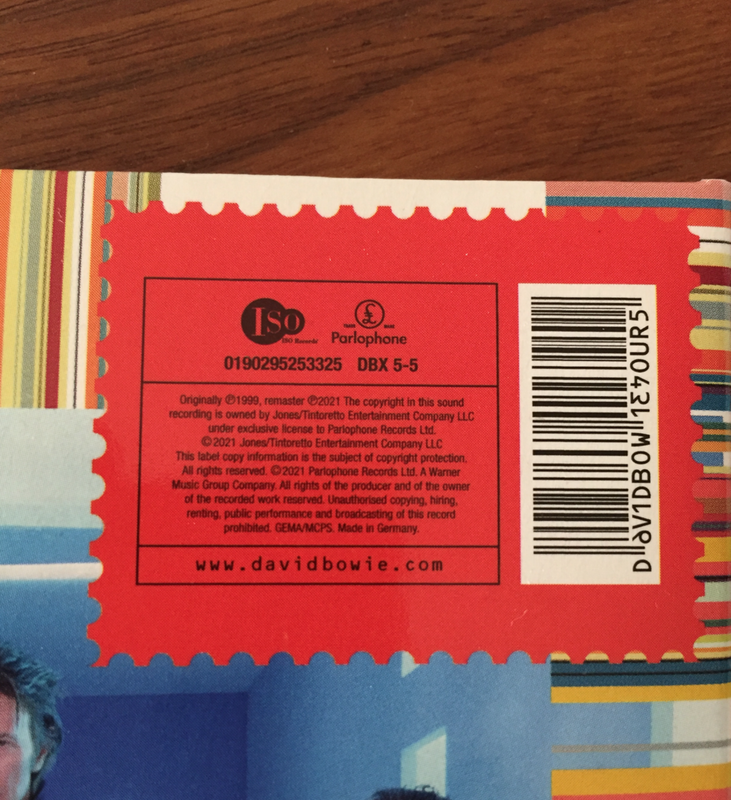 ISO
ISO Records
TRADE £ MARK
Parlophone
0190295253325 DBX 5-5
Originally ℗1999, remaster ℗2021 The copyright in this sound
recording is owned by Jones/Tintoretto Entertainment Company LLC
under exclusive license to Parlophone Records Ltd.
©2021 Jones/Tintoretto Entertainment Company LLC
This label copy information is the subject of copyright protection.
All rights reserved. ©2021 Parlophone Records Ltd. A Warner
Music Group Company. All rights of the producer and of the owner
of the recorded work reserved. Unauthorised copying, hiring,
renting, public performance and broadcasting of this record
prohibited. GEMA/MCPS. Made in Germany.
www.davidbowie.com